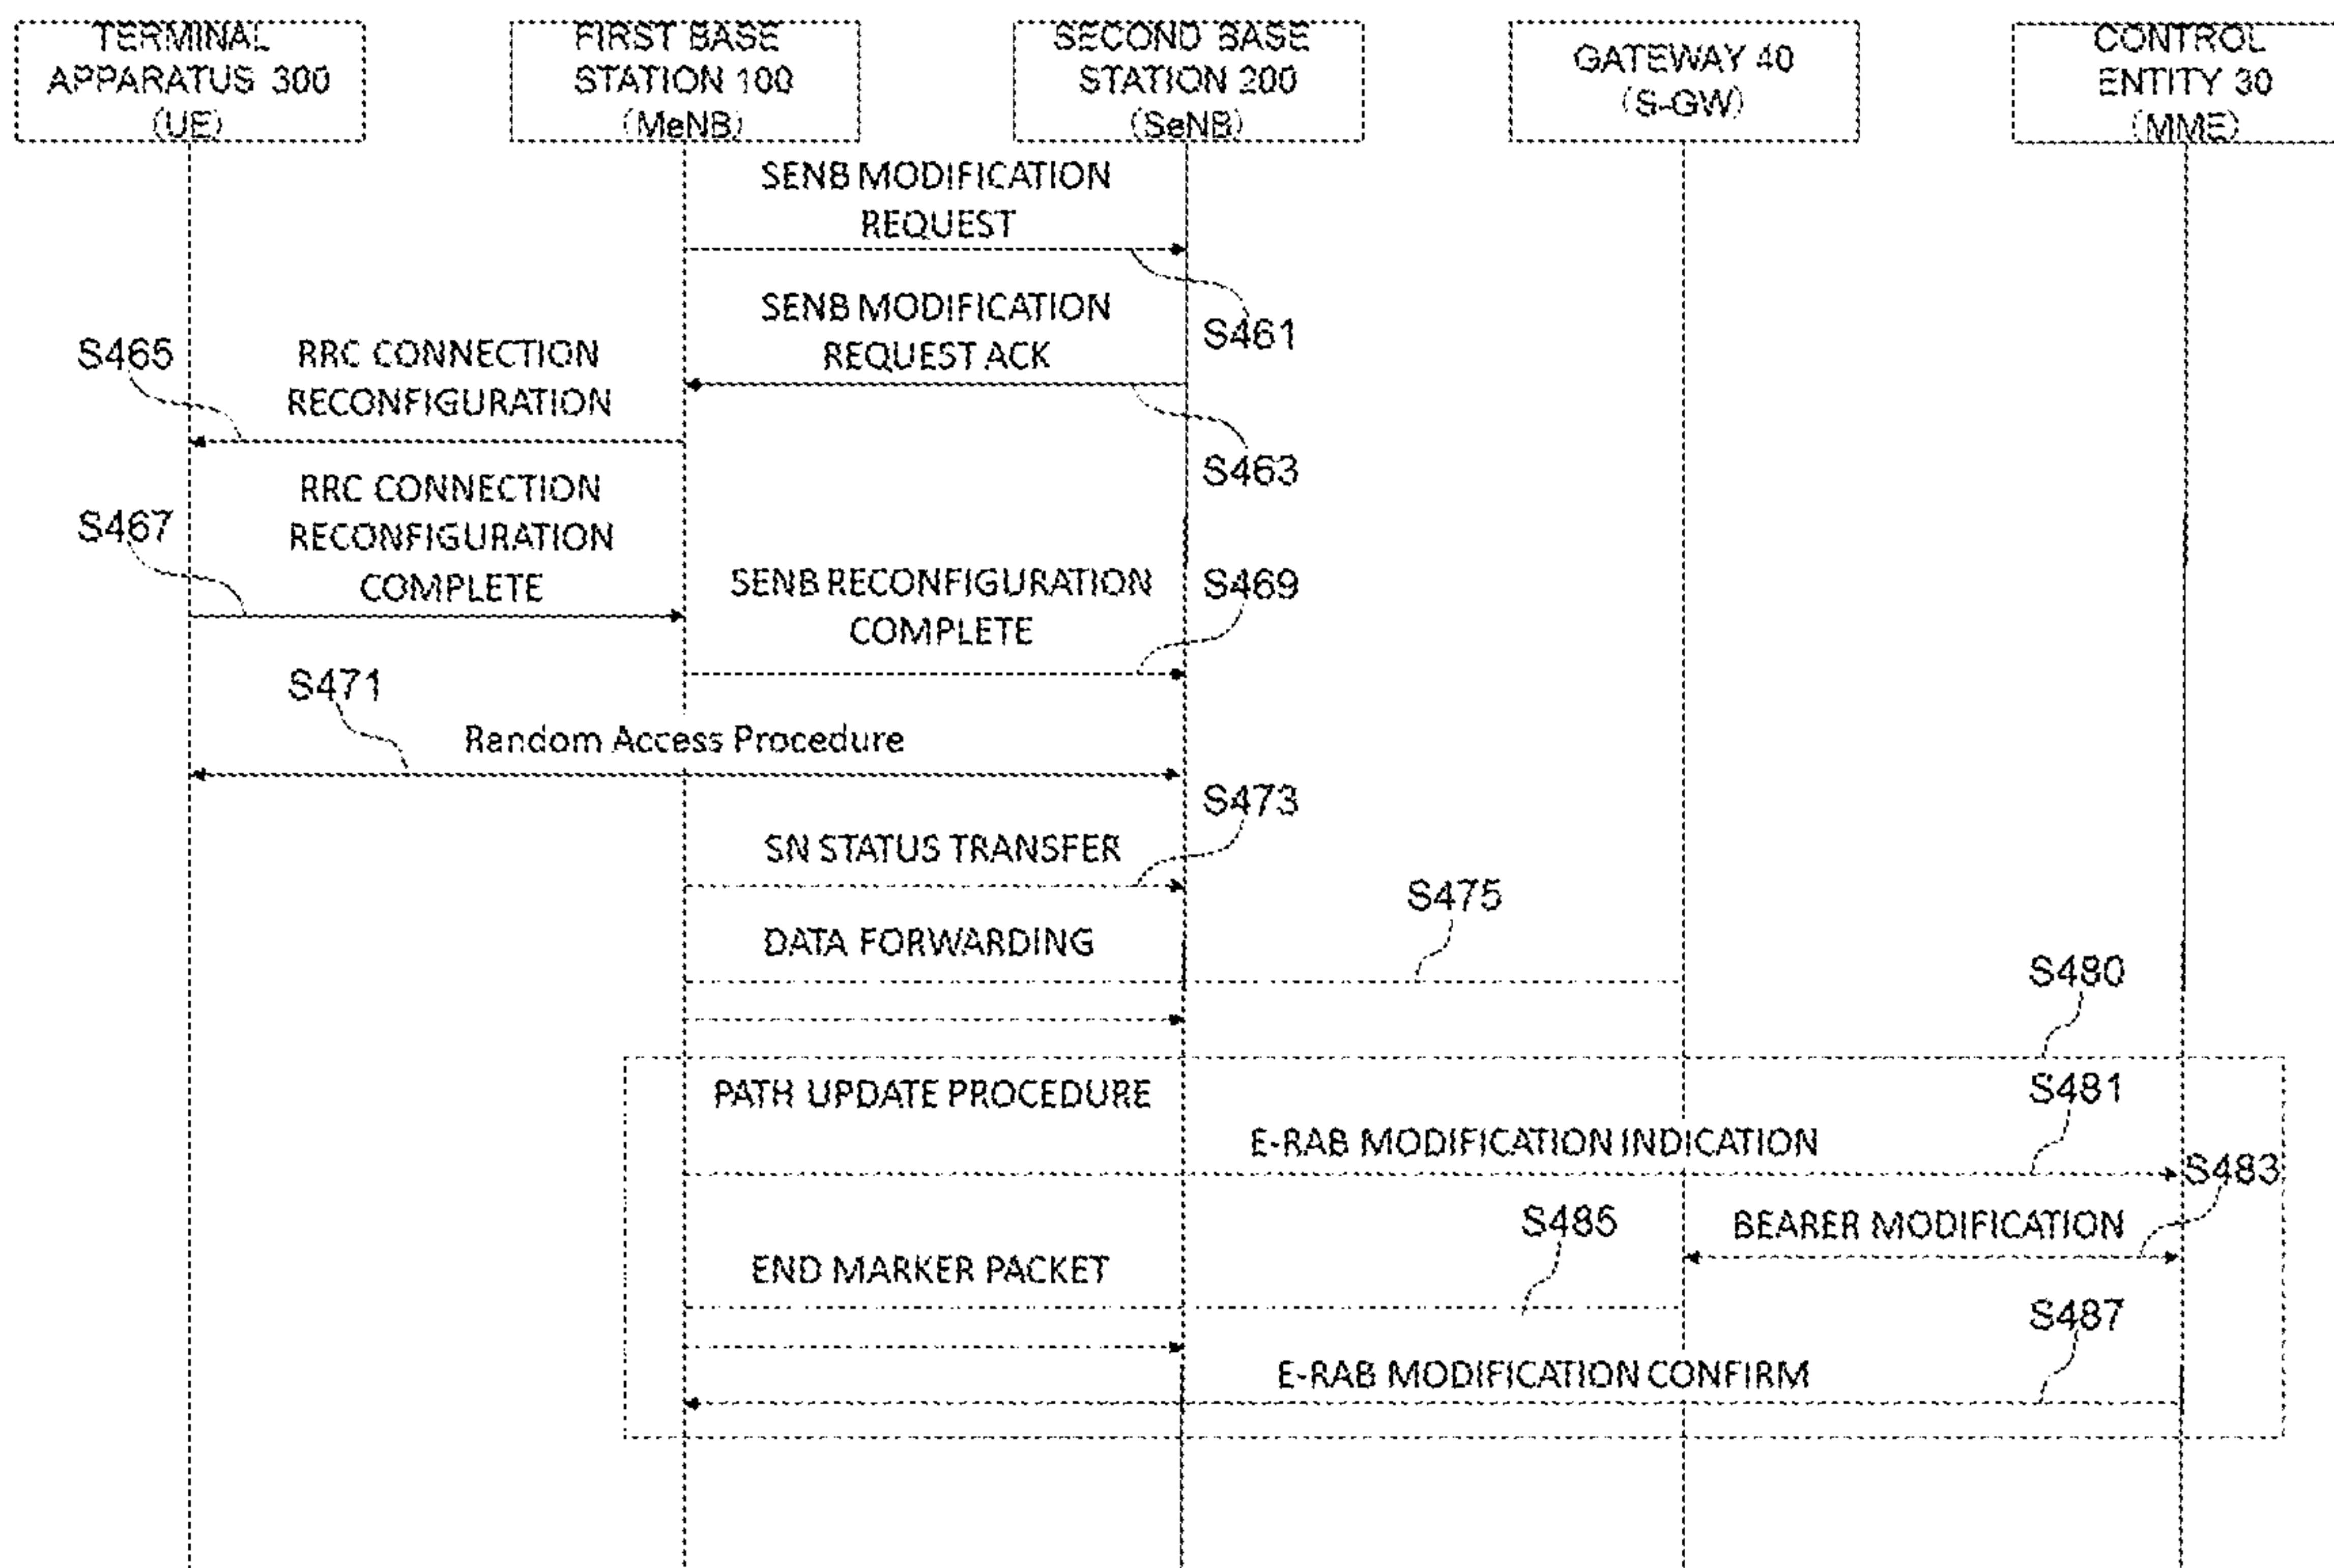 TERMINAL
APPARATUS 300
(UE)
FIRST BASE
STATION 100
(MeNB)
SECOND BASE
STATION 200
(SeNB)
GATEWAY 40
(S-GW)
CONTROL
ENTITY 30
(MME)
SENB MODIFICATION
REQUEST
S461
SENB MODIFICATION
REQUEST ACK
S463
S465
RRC CONNECTION
RECONFIGURATION
S467
RRC CONNECTION
RECONFIGURATION
COMPLETE
SENB RECONFIGURATION
COMPLETE
S469
S471
Random Access Procedure
S473
SN STATUS TRANSFER
S475
DATA FORWARDING
S480
PATH UPDATE PROCEDURE
S481
E-RAB MODIFICATION INDICATION
S483
BEARER MODIFICATION
S485
END MARKER PACKET
S487
E-RAB MODIFICATION CONFIRM